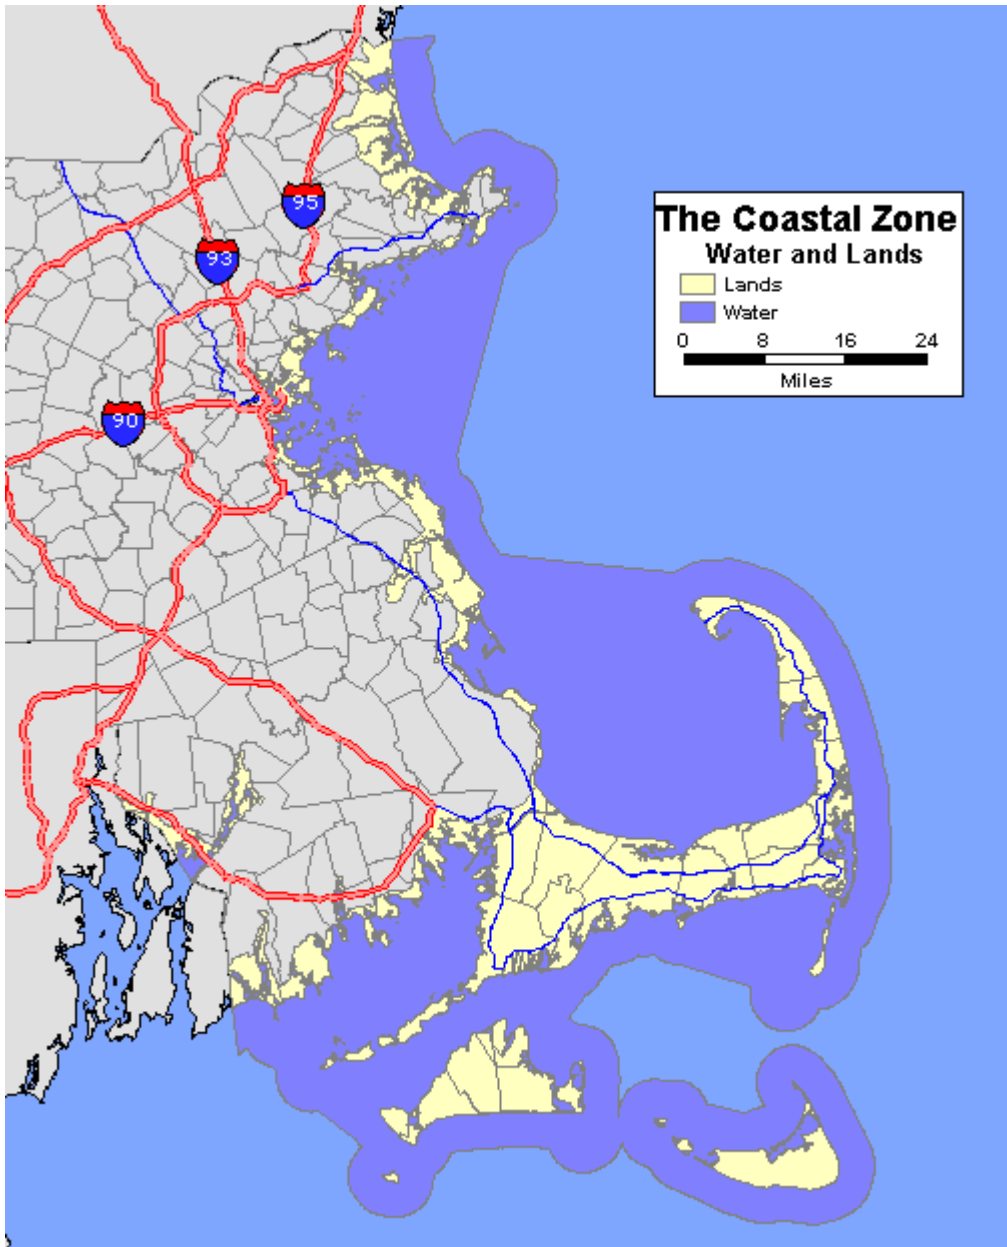 95
93
90
The Coastal Zone
Water and Lands
Lands
Water
0 8 16 24
Miles